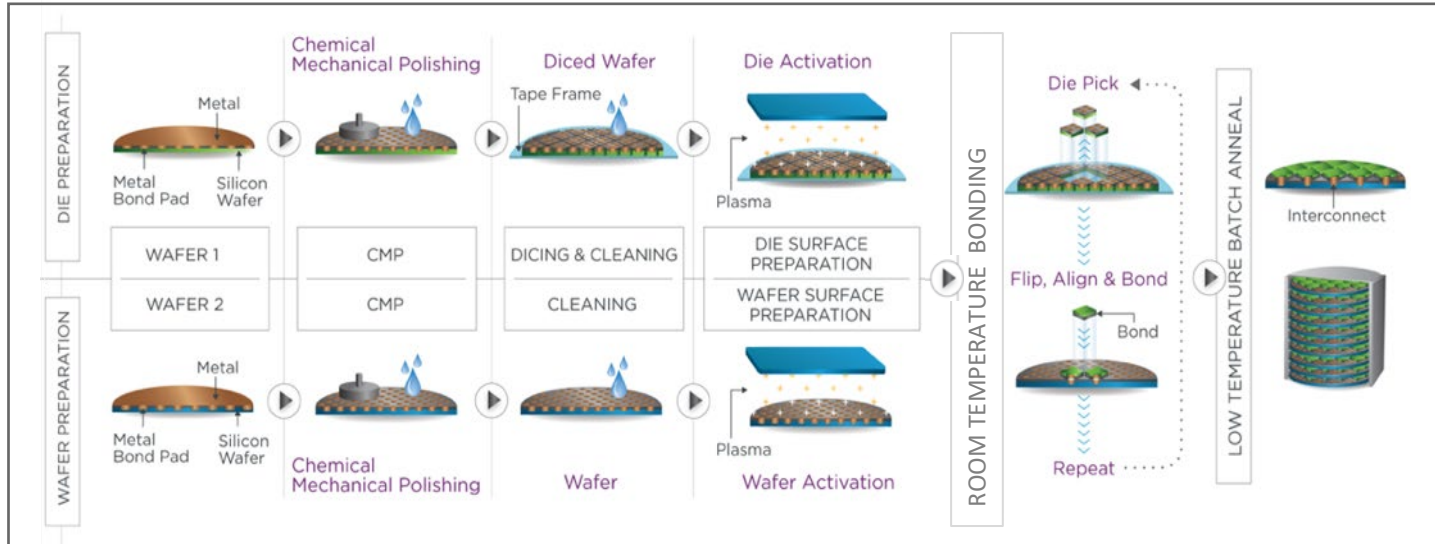 DIE PREPARATION
Metal
Metal
Bond Pad
Silicon
Wafer
Chemical
Mechanical Polishing
Diced Wafer
Tape Frame
Die Activation
Plasma
WAFER 1
CMP
DICING & CLEANING
DIE SURFACE
PREPARATION
WAFER 2
CMP
CLEANING
WAFER SURFACE
PREPARATION
WAFER PREPARATION
Metal
Metal
Bond Pad
Silicon
Wafer
Chemical
Mechanical Polishing
Wafer
Plasma
Wafer Activation
ROOM TEMPERATURE BONDING
Die Pick
Flip, Align & Bond
Bond
Repeat
LOW TEMPERATURE BATCH ANNEAL
Interconnect